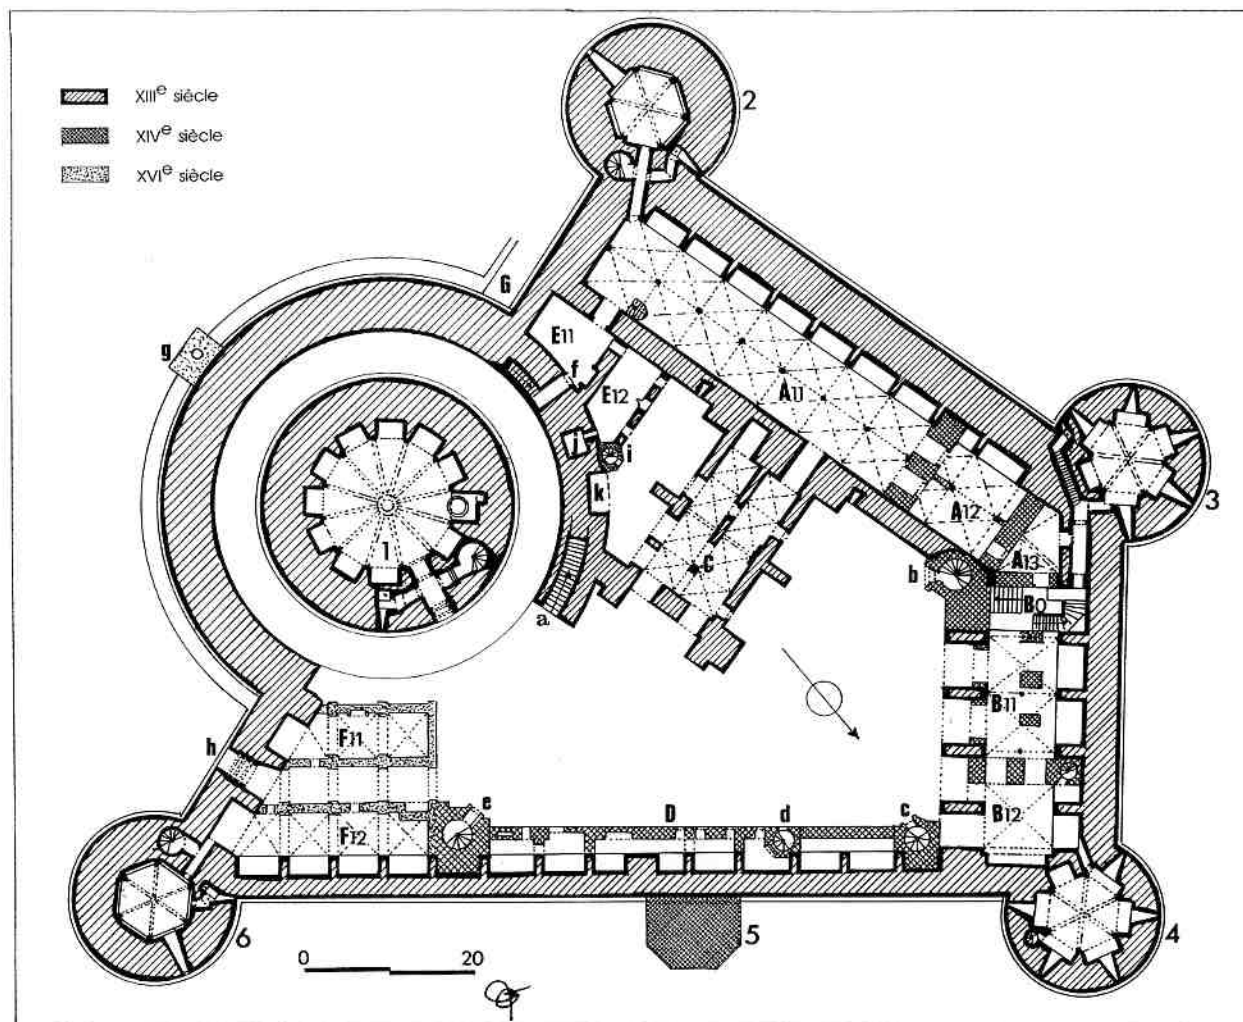 XIIIe siècle
XIVe siècle
XVIe siècle
2
G
g
E11
f
E12
A11
j
i
k
3
1
A12
C
A13
b
B0
a
B11
h
F11
e
D
d
c
B12
F12
6
5
4
0 20